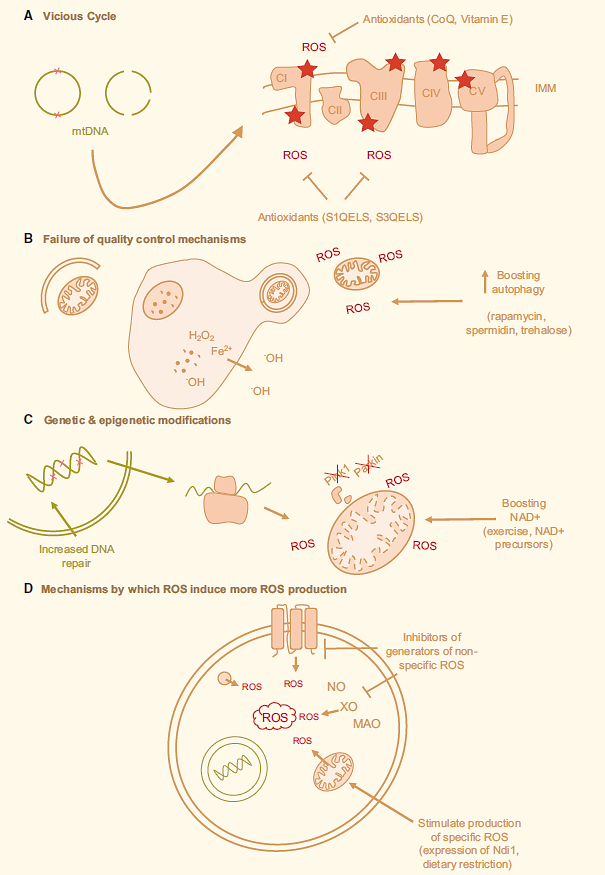 A Vicious Cycle
Antioxidants (CoQ, Vitamin E)
ROS
CI
CII
CIII
CIV
CV
IMM
mtDNA
ROS
ROS
Antioxidants (S1QELS, S3QELS)
B Failure of quality control mechanisms
ROS
ROS
ROS
Boosting
autophagy
(rapamycin,
spermidin, trehalose)
H2O2
Fe2+
·OH
·OH
·OH
C Genetic & epigenetic modifications
Pink1
Parkin
ROS
ROS
ROS
Boosting
NAD+
(exercise, NAD+
precursors)
Increased DNA
repair
D Mechanisms by which ROS induce more ROS production
Inhibitors of
generators of non-
specific ROS
ROS
ROS
NO
ROS
ROS
XO
MAO
ROS
Stimulate production
of specific ROS
(expression of Ndi1,
dietary restriction)